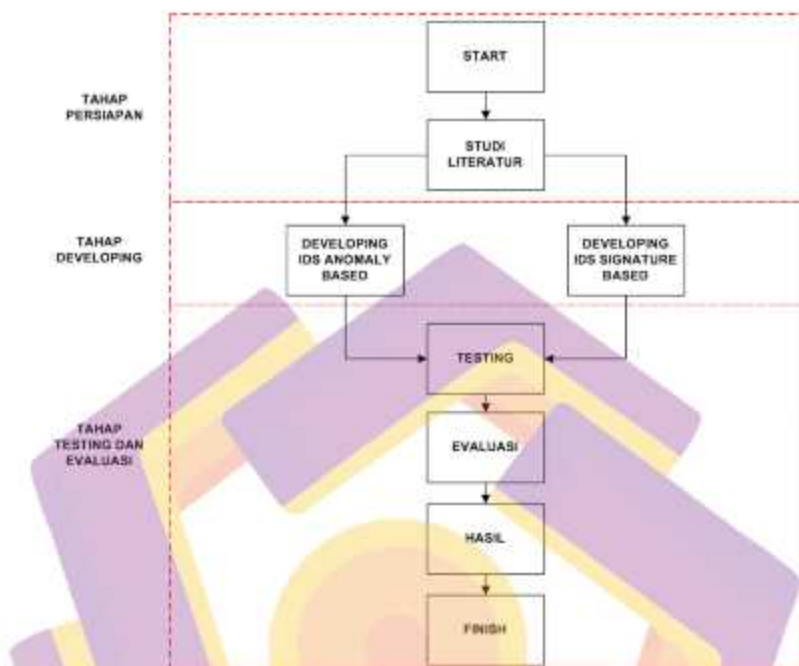 START
TAHAP
PERSIAPAN
STUDI
LITERATUR
TAHAP
DEVELOPING
DEVELOPING
IDS ANOMALY
BASED
DEVELOPING
IDS SIGNATURE
BASED
TESTING
TAHAP
TESTING DAN
EVALUASI
EVALUASI
HASIL
FINISH